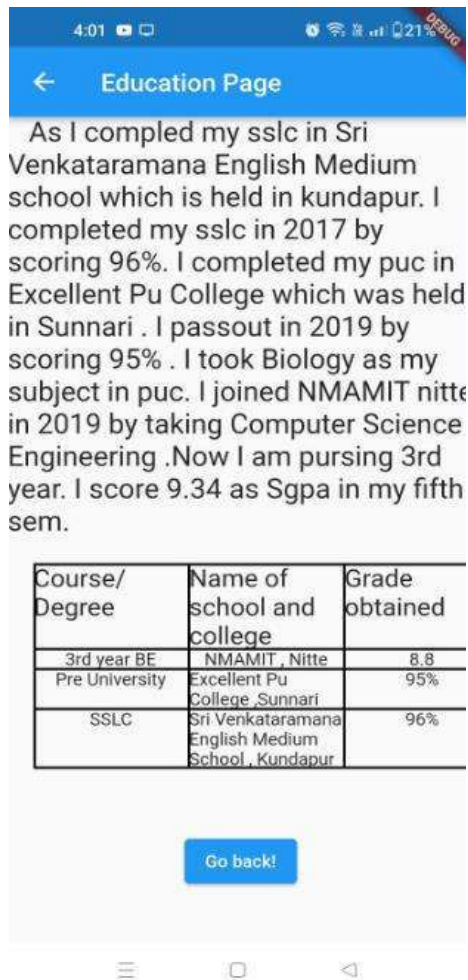 4:01 21%
DEBUG
Education Page
As I compled my sslc in Sri
Venkataramana English Medium
school which is held in kundapur. I
completed my sslc in 2017 by
scoring 96%. I completed my puc in
Excellent Pu College which was held
in Sunnari . I passout in 2019 by
scoring 95% . I took Biology as my
subject in puc. I joined NMAMIT nitte
in 2019 by taking Computer Science
Engineering .Now I am pursing 3rd
year. I score 9.34 as Sgpa in my fifth
sem.
Course/ Name of Grade
Degree school and obtained
college
3rd year BE NMAMIT , Nitte 8.8
Pre University Excellent Pu 95%
College ,Sunnari
SSLC Sri Venkataramana 96%
English Medium
School , Kundapur
Go back!